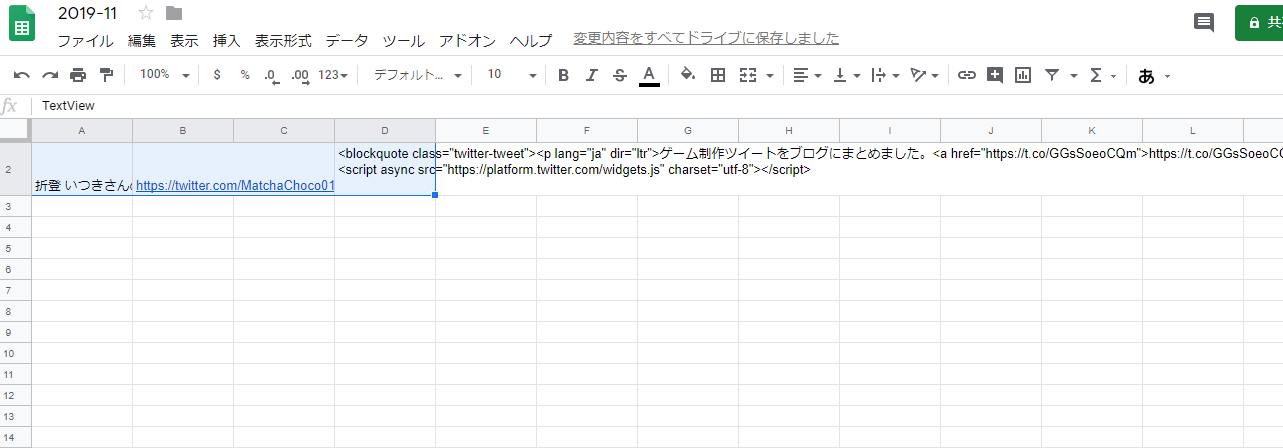 2019-11
共
ファイル 編集 表示 挿入 表示形式 データ ツール アドオン ヘルプ 変更内容をすべてドライブに保存しました
100% $ % .0 .00 123 デフォルト... 10 B I S A Σ あ
fx TextView
A B C D E F G H I J K L
<blockquote class="twitter-tweet"><p lang="ja" dir="ltr">ゲーム制作ツイートをブログにまとめました。<a href="https://t.co/GGsSoeoCQm">https://t.co/GGsSoeoCQ
<script async src="https://platform.twitter.com/widgets.js" charset="utf-8"></script>
2 折登 いつきさんの https://twitter.com/MatchaChoco01
3
4
5
6
7
8
9
10
11
12
13
14